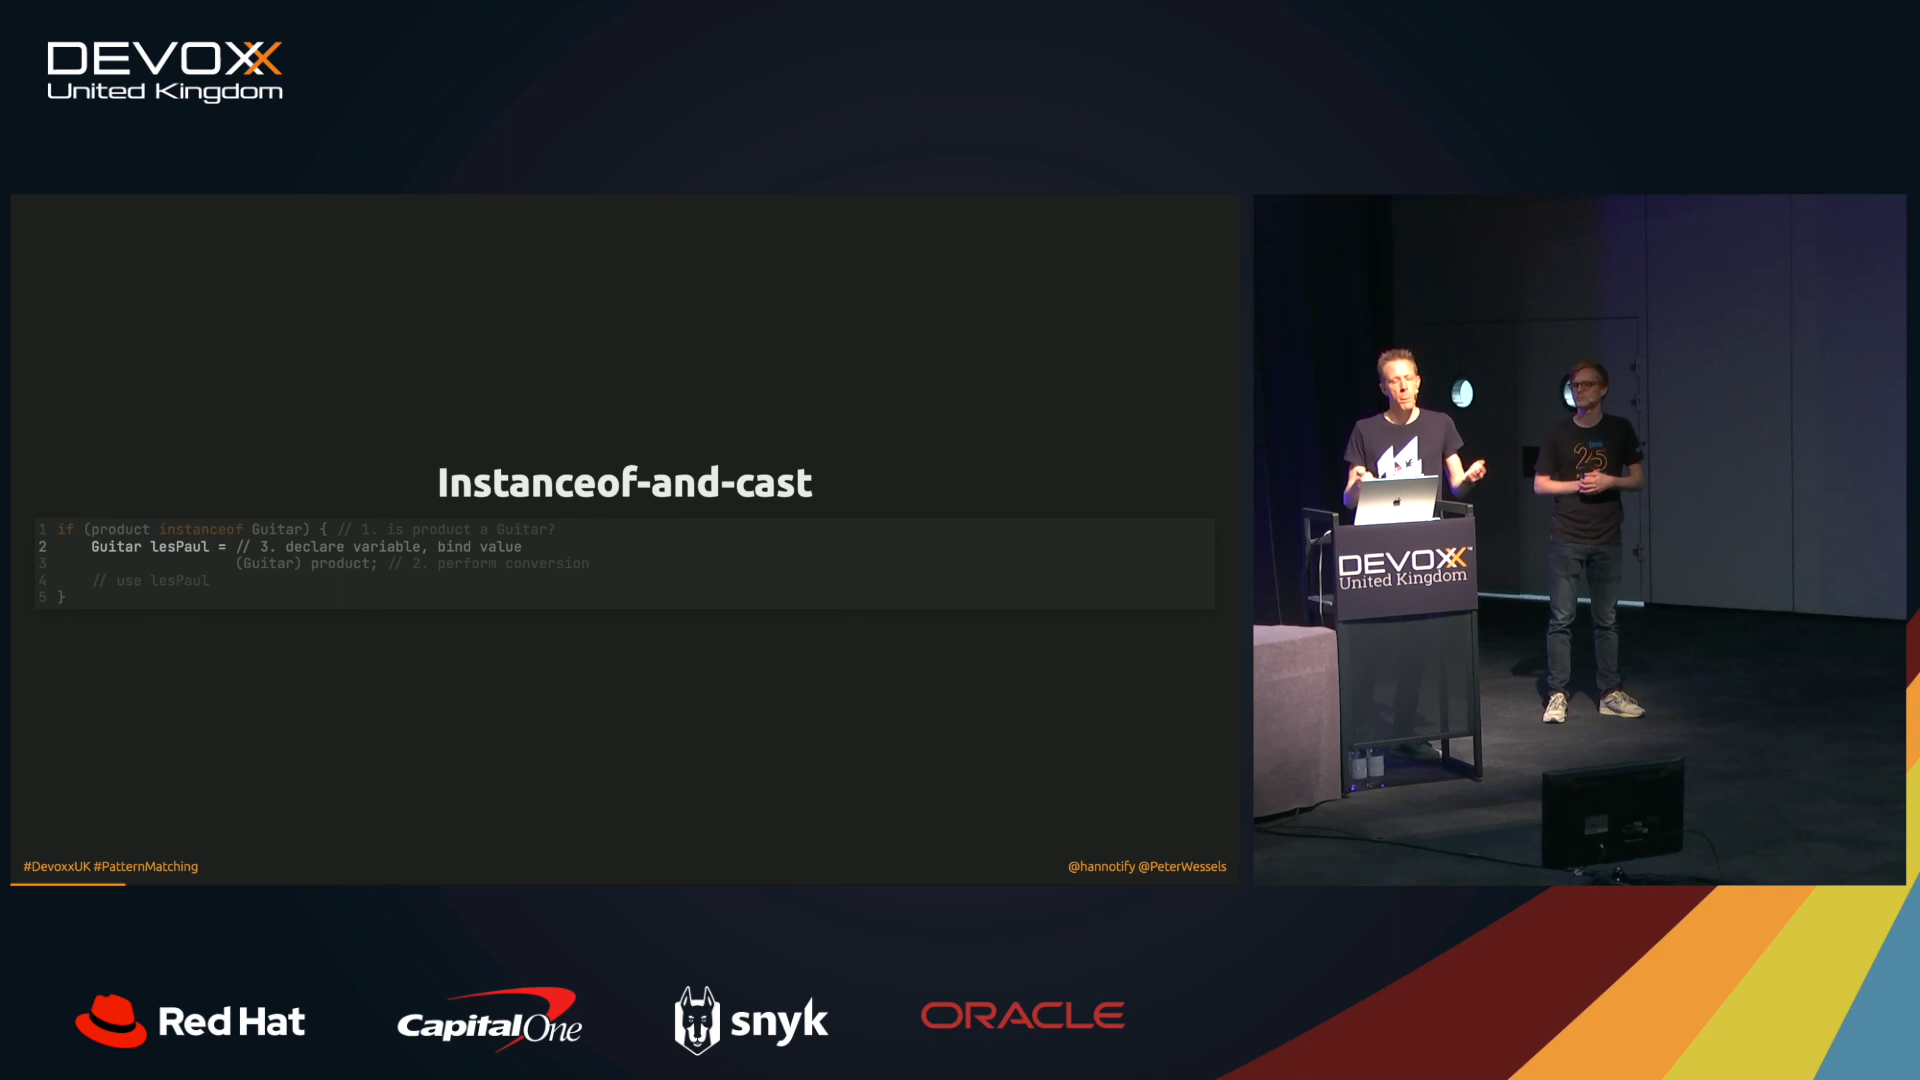 DEVOXX
United Kingdom
Instanceof-and-cast
1 if (product instanceof Guitar) { // 1. is product a Guitar?
2     Guitar lesPaul = // 3. declare variable, bind value
3                      (Guitar) product; // 2. perform conversion
4     // use lesPaul
5 }
#DevoxxUK #PatternMatching
@hannotify @PeterWessels
25
DEVOXX™
United Kingdom
Red Hat
Capital One
snyk
ORACLE